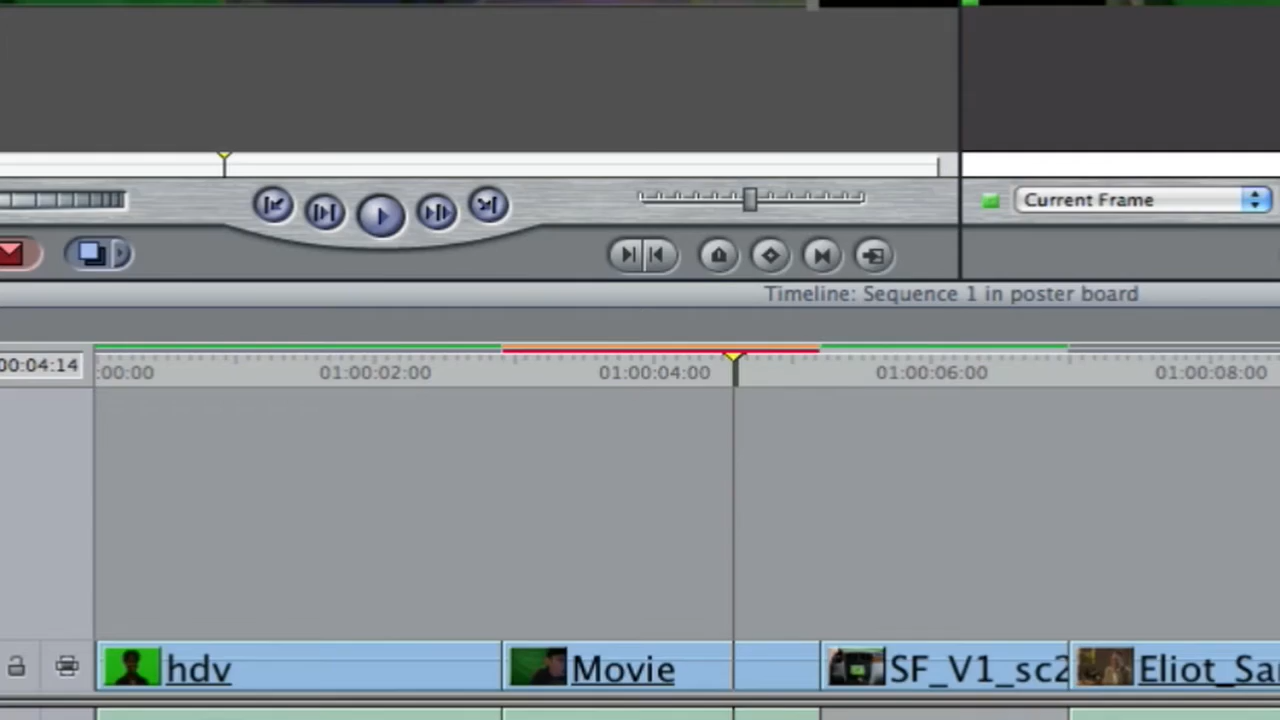 Current Frame
Timeline: Sequence 1 in poster board
00:04:14
:00:00
01:00:02:00
01:00:04:00
01:00:06:00
01:00:08:00
hdv
Movie
SF_V1_sc2
Eliot_Sa